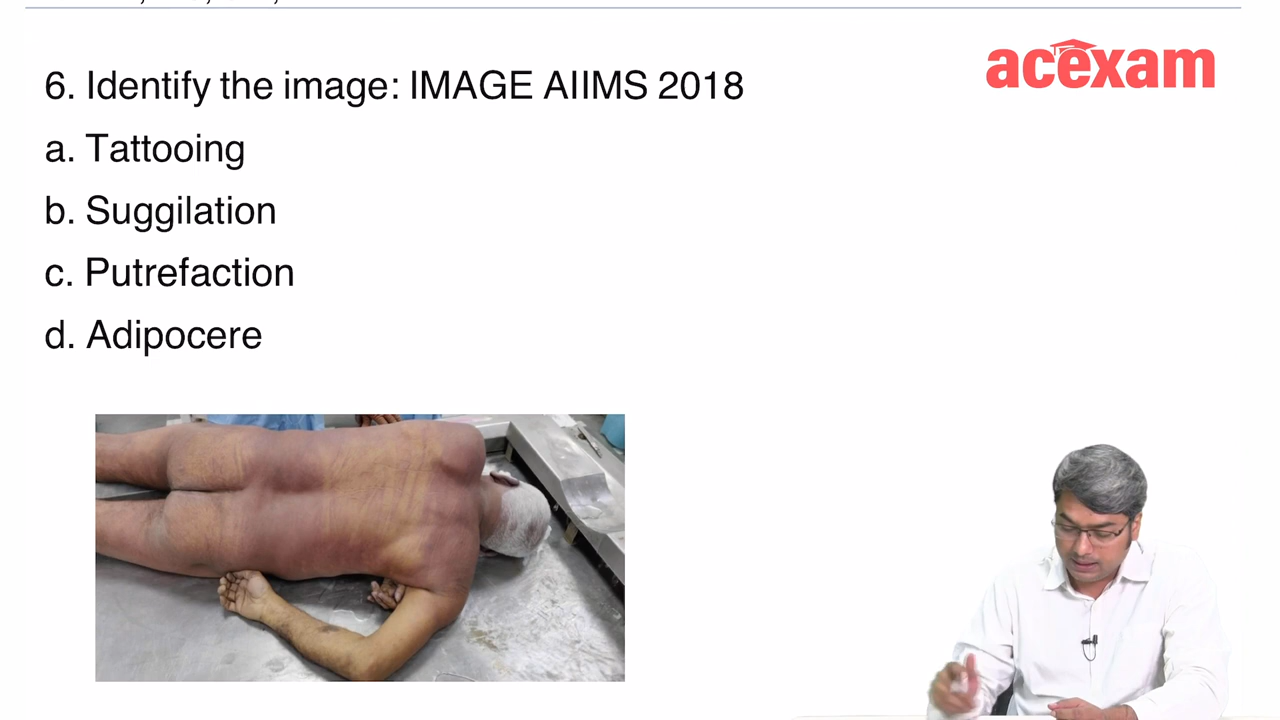 acexam
6. Identify the image: IMAGE AIIMS 2018
a. Tattooing
b. Suggilation
c. Putrefaction
d. Adipocere